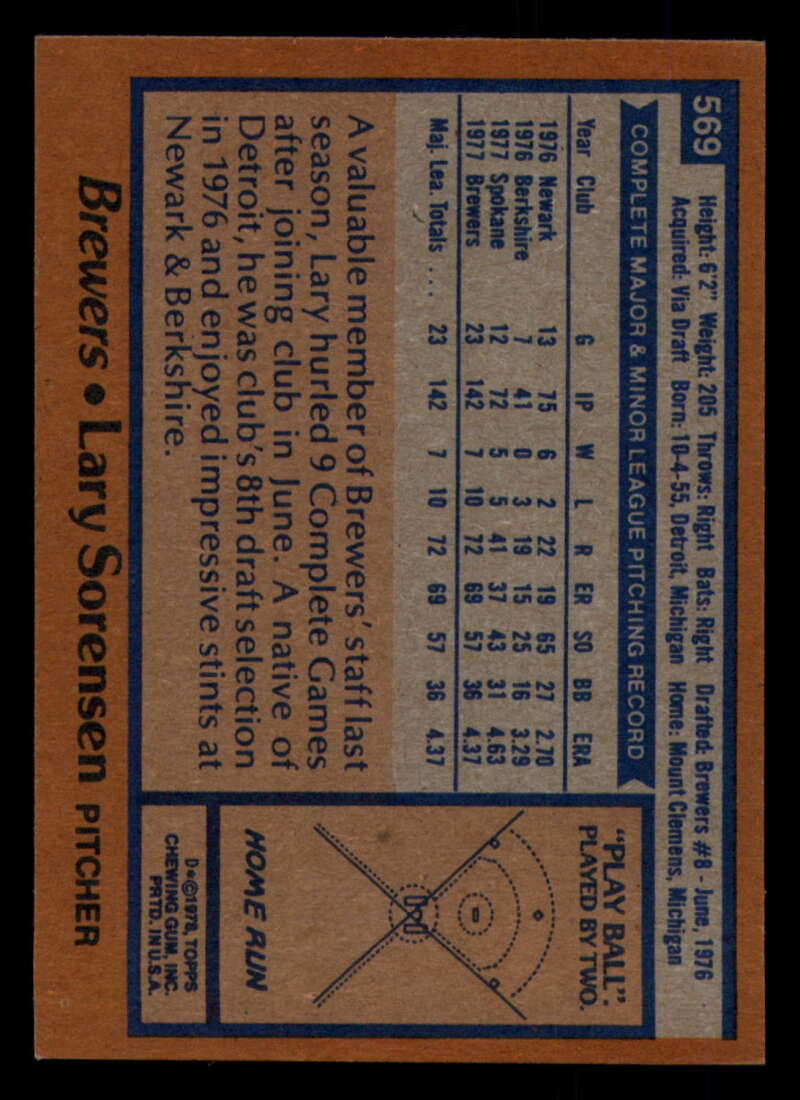 569
Height: 6'2" Weight: 205 Throws: Right Bats: Right Drafted: Brewers #8 - June, 1976
Acquired: Via Draft Born: 10-4-55, Detroit, Michigan Home: Mount Clemens, Michigan
COMPLETE MAJOR & MINOR LEAGUE PITCHING RECORD
Year Club G IP W L R ER SO BB ERA
1976 Newark 13 75 6 2 22 19 65 27 2.70
1976 Berkshire 7 41 0 3 19 15 25 16 3.29
1977 Spokane 12 72 5 5 41 37 43 31 4.63
1977 Brewers 23 142 7 10 72 69 57 36 4.37
Maj. Lea. Totals ... 23 142 7 10 72 69 57 36 4.37
A valuable member of Brewers' staff last
season, Lary hurled 9 Complete Games
after joining club in June. A native of
Detroit, he was club's 8th draft selection
in 1976 and enjoyed impressive stints at
Newark & Berkshire.
"PLAY BALL":
PLAYED BY TWO.
HOME RUN
D*©1978, TOPPS
CHEWING GUM, INC.
PRTD. IN U.S.A.
Brewers • Lary Sorensen PITCHER